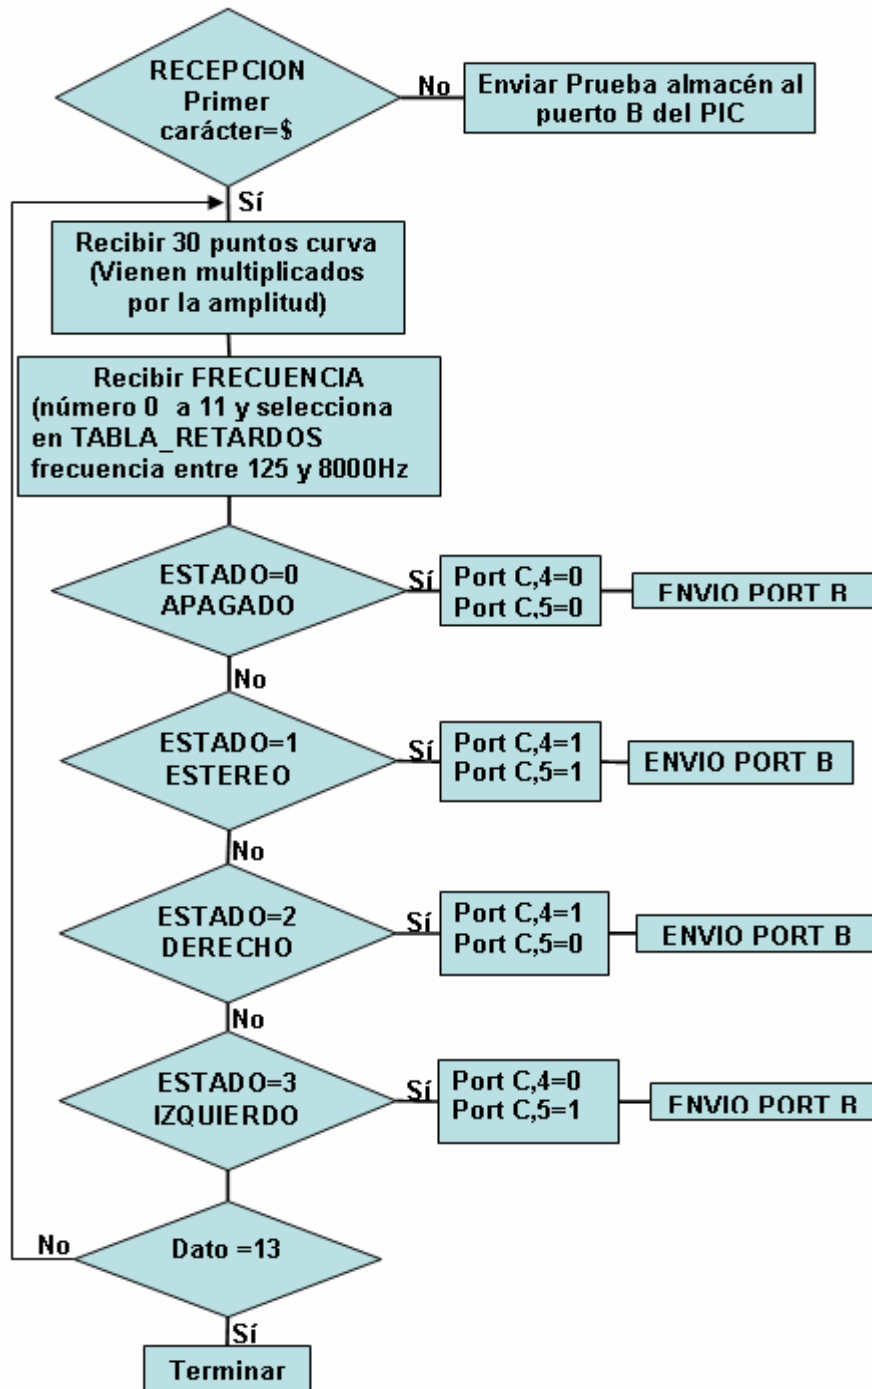 RECEPCION
Primer
carácter=$
No
Enviar Prueba almacén al
puerto B del PIC
Sí
Recibir 30 puntos curva
(Vienen multiplicados
por la amplitud)
Recibir FRECUENCIA
(número 0 a 11 y selecciona
en TABLA_RETARDOS
frecuencia entre 125 y 8000Hz
ESTADO=0
APAGADO
Sí
Port C,4=0
Port C,5=0
ENVIO PORT B
No
ESTADO=1
ESTEREO
Sí
Port C,4=1
Port C,5=1
ENVIO PORT B
No
ESTADO=2
DERECHO
Sí
Port C,4=1
Port C,5=0
ENVIO PORT B
No
ESTADO=3
IZQUIERDO
Sí
Port C,4=0
Port C,5=1
ENVIO PORT B
No
Dato =13
Sí
Terminar